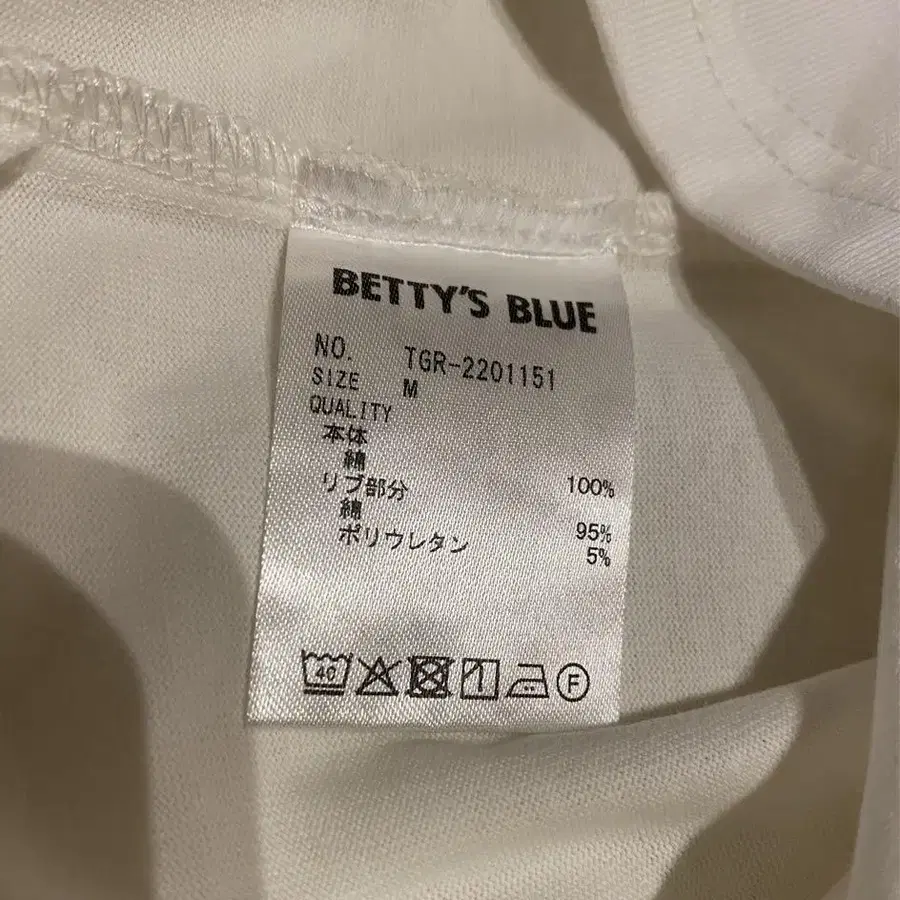 BETTY'S BLUE
NO. TGR-2201151
SIZE M
QUALITY
本体
綿 100%
リブ部分
綿 95%
ポリウレタン 5%
40
F